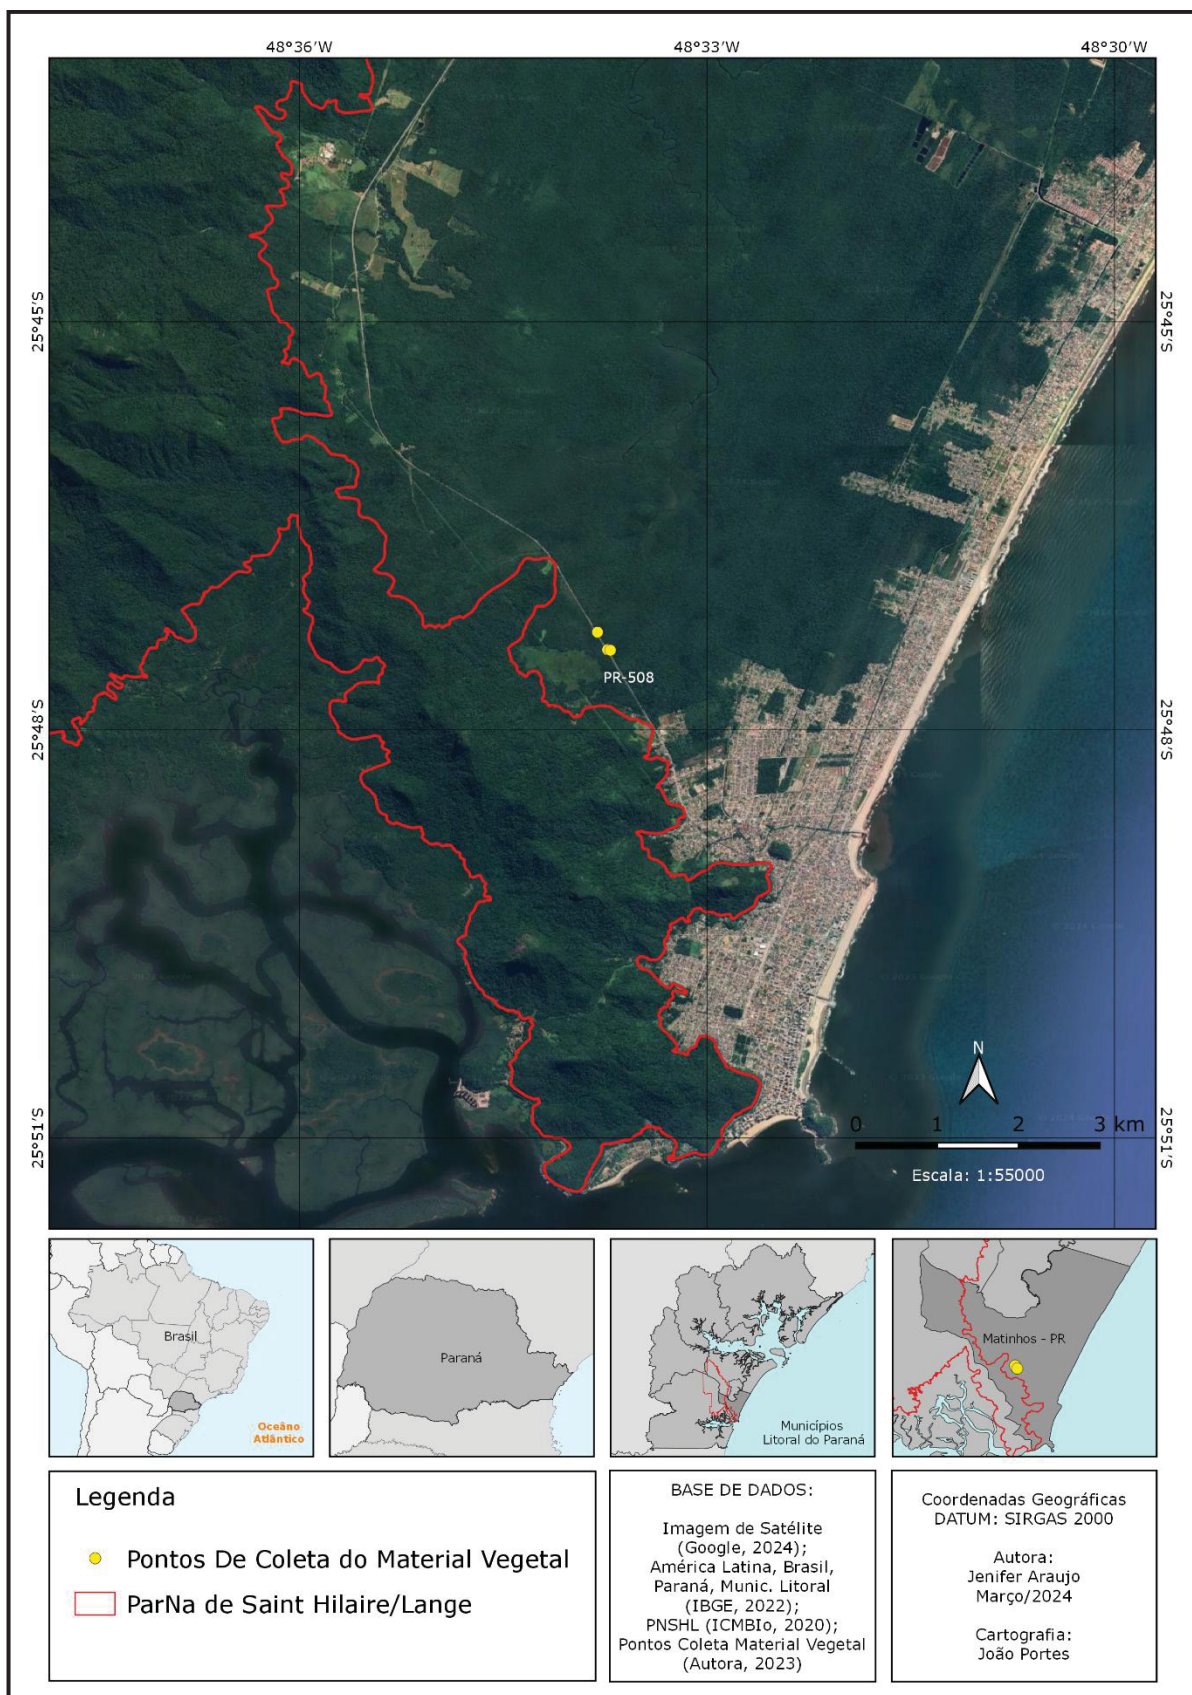 48°36'W
48°33'W
48°30'W
25°45'S
25°45'S
PR-508
25°48'S
25°48'S
N
0 1 2 3 km
Escala: 1:55000
25°51'S
25°51'S
Brasil
Oceâno
Atlântico
Paraná
Municípios
Litoral do Paraná
Matinhos - PR
Legenda
Pontos De Coleta do Material Vegetal
ParNa de Saint Hilaire/Lange
BASE DE DADOS:
Imagem de Satélite
(Google, 2024);
América Latina, Brasil,
Paraná, Munic. Litoral
(IBGE, 2022);
PNSHL (ICMBIo, 2020);
Pontos Coleta Material Vegetal
(Autora, 2023)
Coordenadas Geográficas
DATUM: SIRGAS 2000
Autora:
Jenifer Araujo
Março/2024
Cartografia:
João Portes